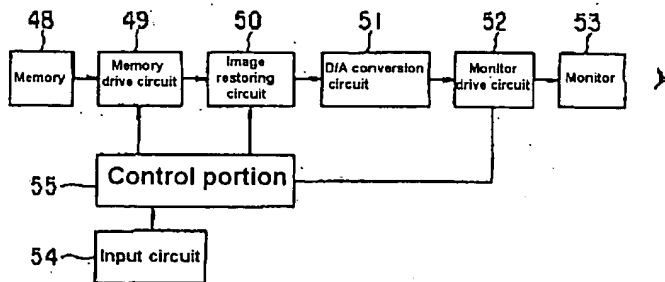 48 49 50 51 52 53
Memory
Memory
drive circuit
Image
restoring
circuit
D/A conversion
circuit
Monitor
drive circuit
Monitor
55
Control portion
54
Input circuit